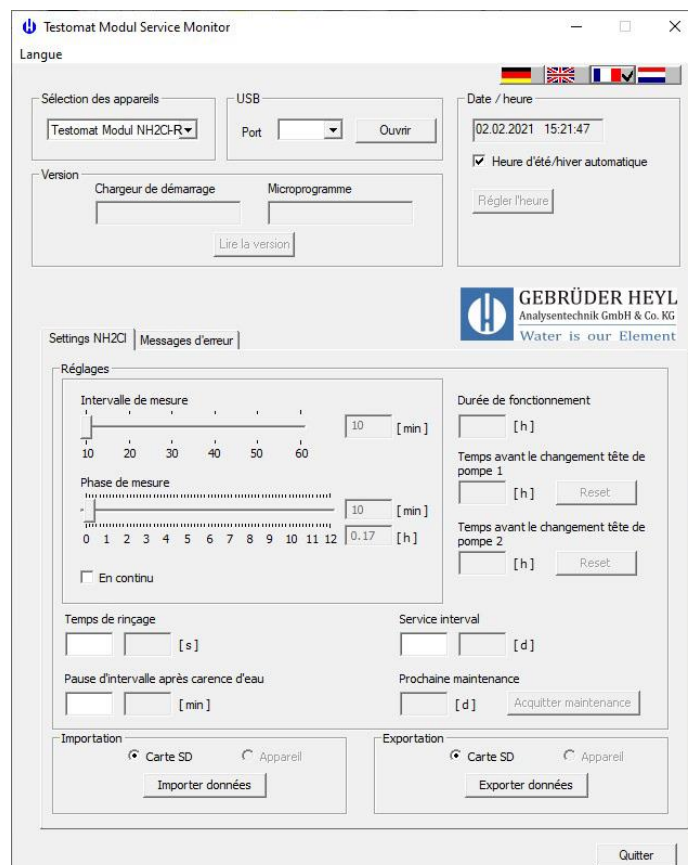 Testomat Modul Service Monitor
Langue
Sélection des appareils
Testomat Modul NH2Cl-R
USB
Port
Ouvrir
Date / heure
02.02.2021 15:21:47
Heure d'été/hiver automatique
Régler l'heure
Version
Chargeur de démarrage
Microprogramme
Lire la version
GEBRÜDER HEYL
Analysentechnik GmbH & Co. KG
Water is our Element
Settings NH2Cl
Messages d'erreur
Réglages
Intervalle de mesure
10
[ min ]
10 20 30 40 50 60
Phase de mesure
10
[ min ]
0 1 2 3 4 5 6 7 8 9 10 11 12
0.17
[ h ]
En continu
Durée de fonctionnement
[ h ]
Temps avant le changement tête de
pompe 1
[ h ]
Reset
Temps avant le changement tête de
pompe 2
[ h ]
Reset
Temps de rinçage
[ s ]
Service interval
[ d ]
Pause d'intervalle après carence d'eau
[ min ]
Prochaine maintenance
[ d ]
Acquitter maintenance
Importation
Carte SD
Appareil
Importer données
Exportation
Carte SD
Appareil
Exporter données
Quitter